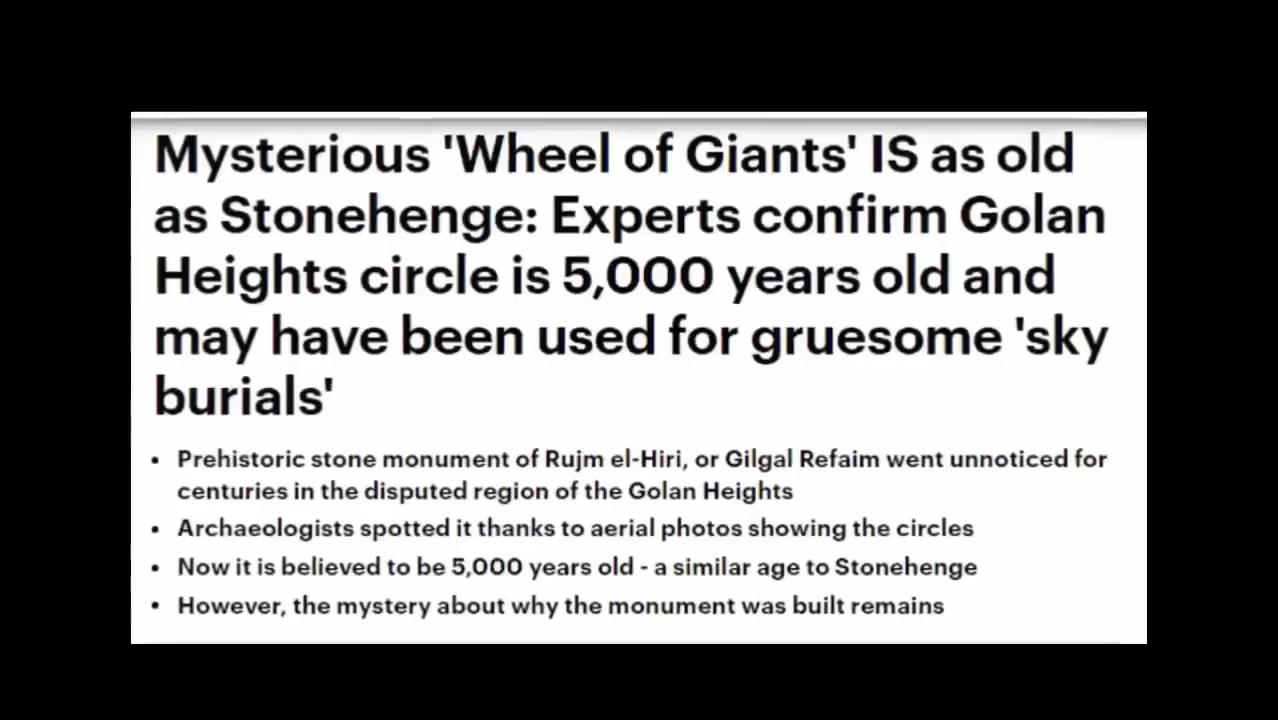 Mysterious 'Wheel of Giants' IS as old
as Stonehenge: Experts confirm Golan
Heights circle is 5,000 years old and
may have been used for gruesome 'sky
burials'
• Prehistoric stone monument of Rujm el-Hiri, or Gilgal Refaim went unnoticed for
centuries in the disputed region of the Golan Heights
• Archaeologists spotted it thanks to aerial photos showing the circles
• Now it is believed to be 5,000 years old - a similar age to Stonehenge
• However, the mystery about why the monument was built remains